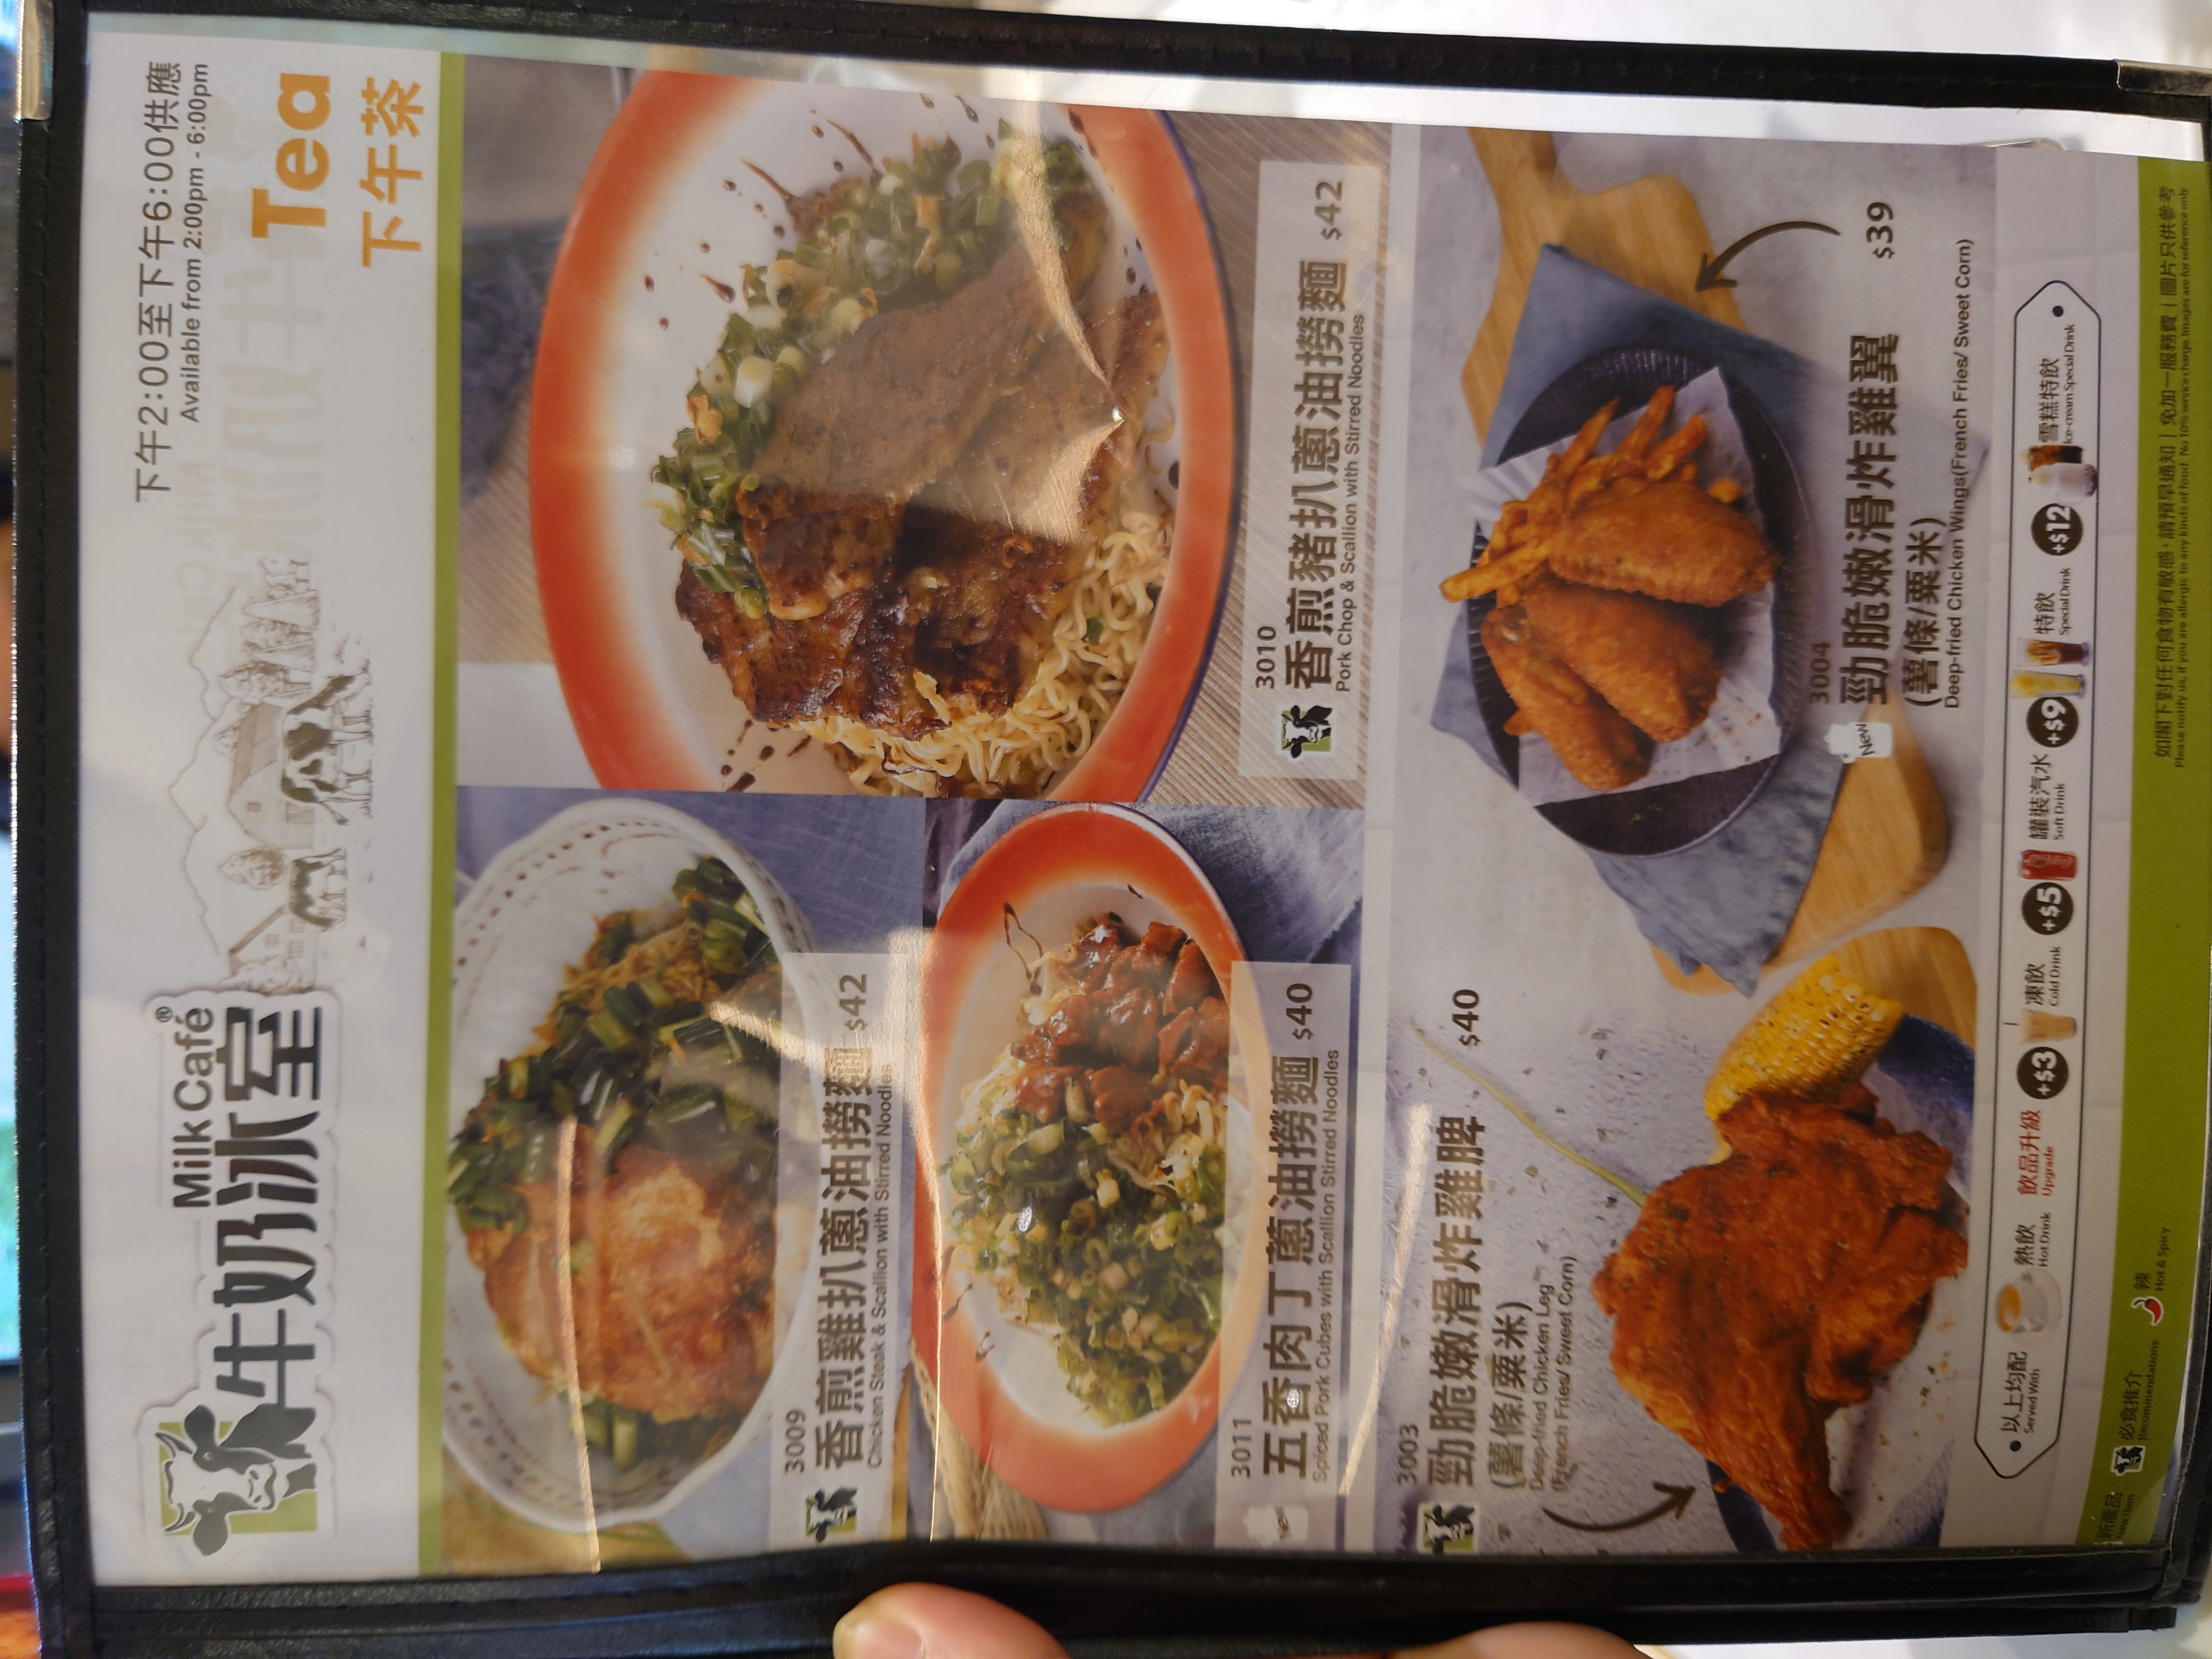 Milk Café®
牛奶冰室
下午2:00至下午6:00供應
Available from 2:00pm - 6:00pm
Tea
下午茶
3009
香煎雞扒蔥油撈麵 $42
Chicken Steak & Scallion with Stirred Noodles
3011
New
五香肉丁蔥油撈麵 $40
Spiced Pork Cubes with Scallion Stirred Noodles
3010
香煎豬扒蔥油撈麵 $42
Pork Chop & Scallion with Stirred Noodles
3003
勁脆嫩滑炸雞脾 $40
(薯條/粟米)
Deep-fried Chicken Leg
(French Fries/ Sweet Corn)
3004
New
勁脆嫩滑炸雞翼 $39
(薯條/粟米)
Deep-fried Chicken Wings(French Fries/ Sweet Corn)
以上均配
Served With
熱飲
Hot Drink
飲品升級
Upgrade
+$3
凍飲
Cold Drink
+$5
罐裝汽水
Soft Drink
+$9
特飲
Special Drink
+$12
雪糕特飲
Ice-cream Special Drink
新產品
New Item
必食推介
Recommendations
辣
Hot & Spicy
如閣下對任何食物有敏感，請預早通知｜免加一服務費｜圖片只供參考
Please notify us, if you are allergic to any kinds of food No 10% service charge. Images are for reference only